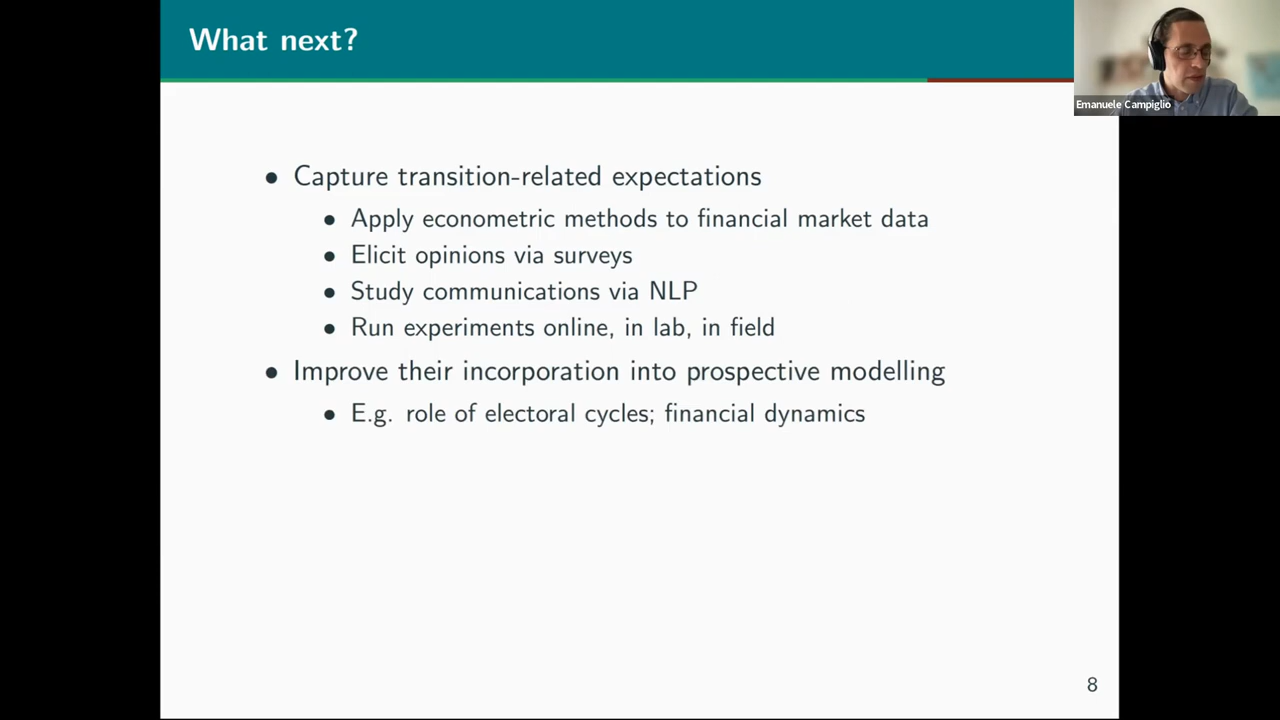 What next?
Emanuele Campiglio
• Capture transition-related expectations
• Apply econometric methods to financial market data
• Elicit opinions via surveys
• Study communications via NLP
• Run experiments online, in lab, in field
• Improve their incorporation into prospective modelling
• E.g. role of electoral cycles; financial dynamics
8